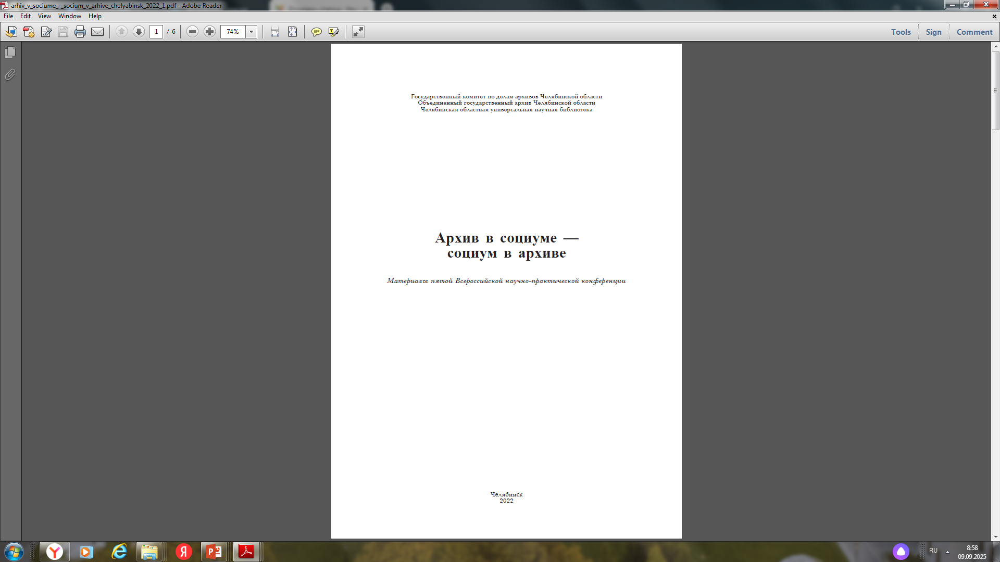 arhiv_v_sociume_-_socium_v_arhive_chelyabinsk_2022_1.pdf - Adobe Reader
File Edit View Window Help
1 / 6 74% Tools Sign Comment
Государственный комитет по делам архивов Челябинской области
Объединенный государственный архив Челябинской области
Челябинская областная универсальная научная библиотека
Архив в социуме —
социум в архиве
Материалы пятой Всероссийской научно-практической конференции
Челябинск
2022
RU
8:58
09.09.2025